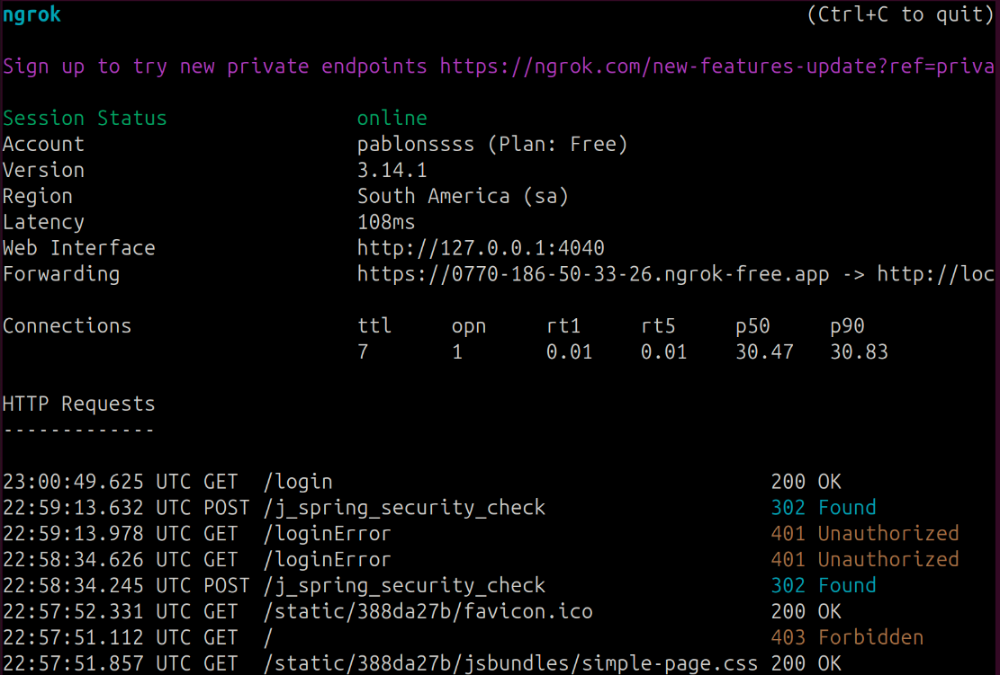 ngrok (Ctrl+C to quit)
Sign up to try new private endpoints https://ngrok.com/new-features-update?ref=priva
Session Status online
Account pablonssss (Plan: Free)
Version 3.14.1
Region South America (sa)
Latency 108ms
Web Interface http://127.0.0.1:4040
Forwarding https://0770-186-50-33-26.ngrok-free.app -> http://loc
Connections ttl opn rt1 rt5 p50 p90
7 1 0.01 0.01 30.47 30.83
HTTP Requests
-------------
23:00:49.625 UTC GET /login 200 OK
22:59:13.632 UTC POST /j_spring_security_check 302 Found
22:59:13.978 UTC GET /loginError 401 Unauthorized
22:58:34.626 UTC GET /loginError 401 Unauthorized
22:58:34.245 UTC POST /j_spring_security_check 302 Found
22:57:52.331 UTC GET /static/388da27b/favicon.ico 200 OK
22:57:51.112 UTC GET / 403 Forbidden
22:57:51.857 UTC GET /static/388da27b/jsbundles/simple-page.css 200 OK